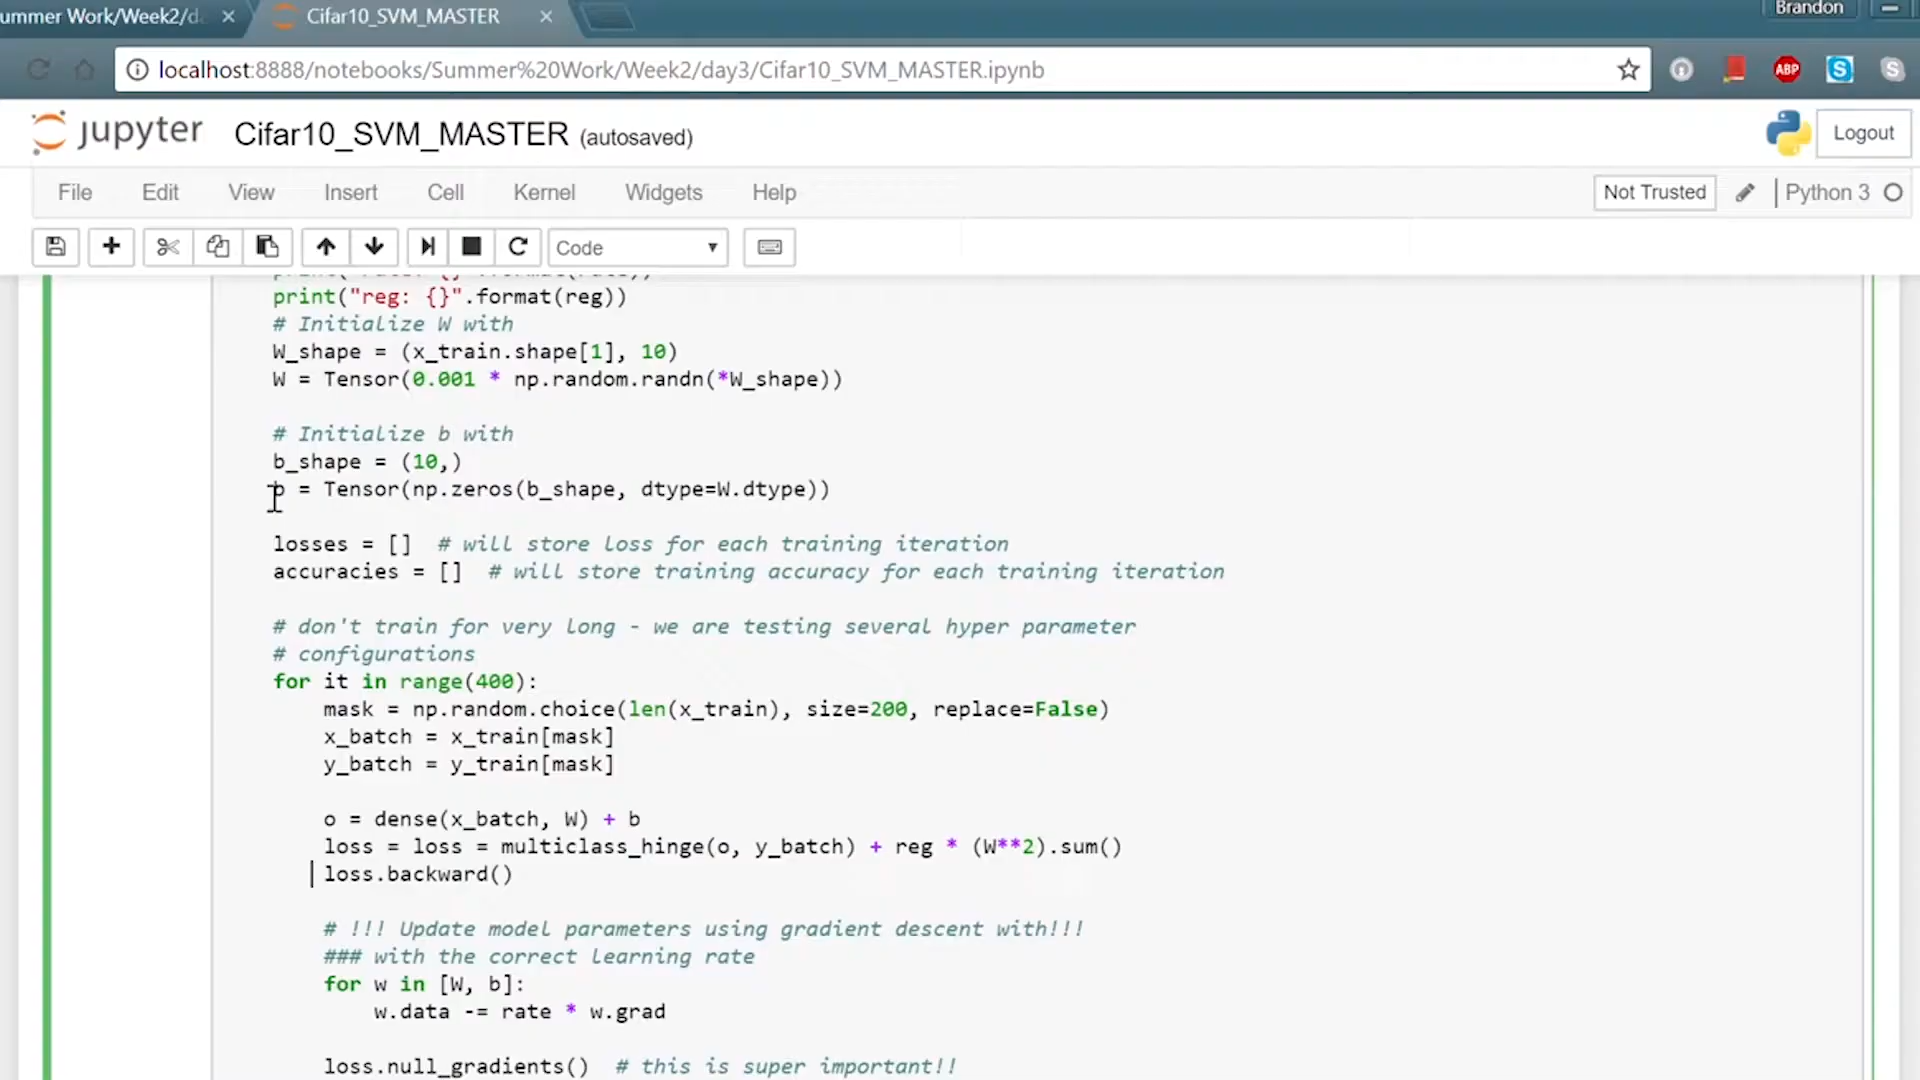 ummer Work/Week2/d
Cifar10_SVM_MASTER
Brandon
localhost:8888/notebooks/Summer%20Work/Week2/day3/Cifar10_SVM_MASTER.ipynb
ABP
jupyter Cifar10_SVM_MASTER (autosaved)
Logout
File Edit View Insert Cell Kernel Widgets Help
Not Trusted
Python 3
Code
print("reg: {}".format(reg))
# Initialize W with
W_shape = (x_train.shape[1], 10)
W = Tensor(0.001 * np.random.randn(*W_shape))
# Initialize b with
b_shape = (10,)
b = Tensor(np.zeros(b_shape, dtype=W.dtype))
losses = [] # will store loss for each training iteration
accuracies = [] # will store training accuracy for each training iteration
# don't train for very long - we are testing several hyper parameter
# configurations
for it in range(400):
mask = np.random.choice(len(x_train), size=200, replace=False)
x_batch = x_train[mask]
y_batch = y_train[mask]
o = dense(x_batch, W) + b
loss = loss = multiclass_hinge(o, y_batch) + reg * (W**2).sum()
loss.backward()
# !!! Update model parameters using gradient descent with!!!
### with the correct learning rate
for w in [W, b]:
w.data -= rate * w.grad
loss.null_gradients() # this is super important!!